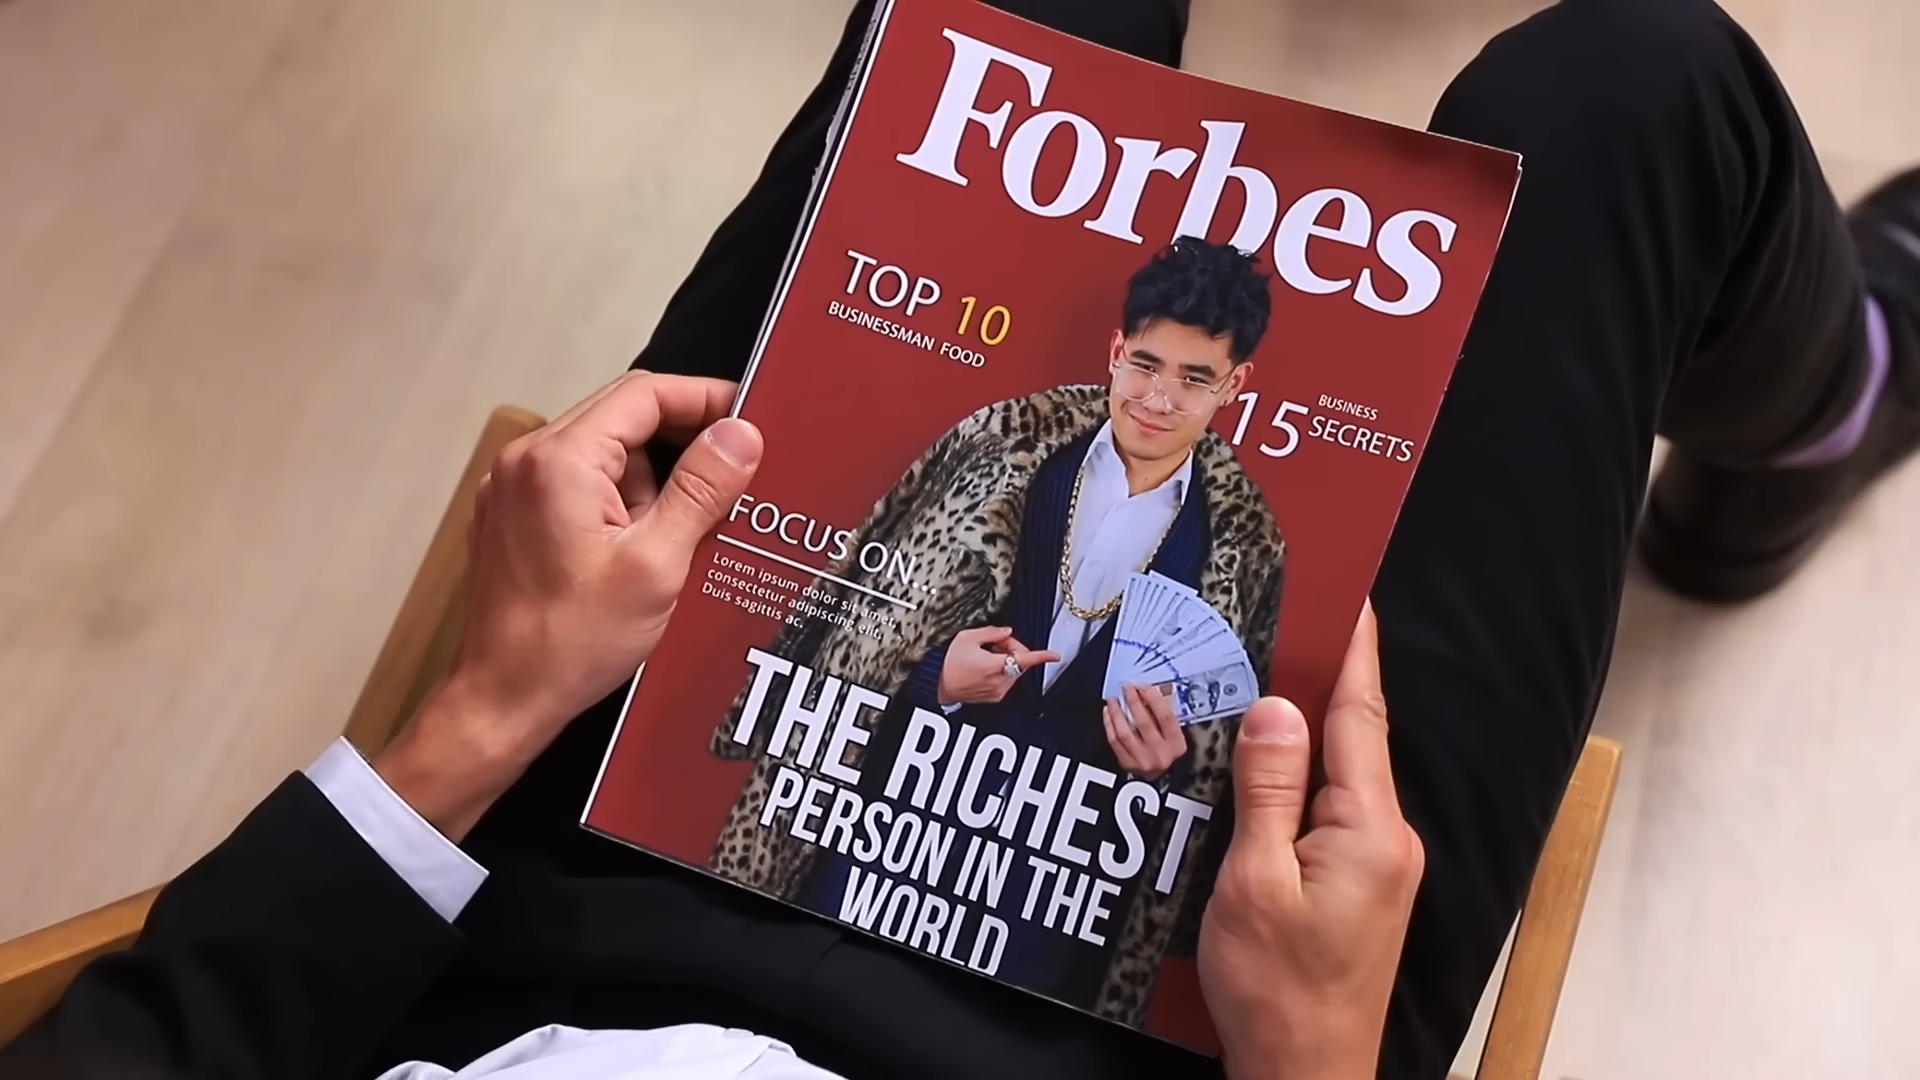 Forbes
TOP 10
BUSINESSMAN FOOD
15 BUSINESS
SECRETS
FOCUS ON...
Lorem ipsum dolor sit amet,
consectetur adipiscing elit.
Duis sagittis ac.
THE RICHEST
PERSON IN THE
WORLD